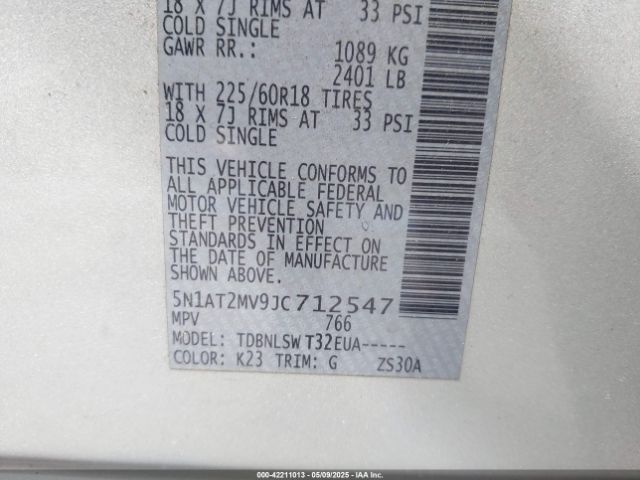 18 X 7J RIMS AT 33 PSI
COLD SINGLE
GAWR RR.: 1089 KG
2401 LB
WITH 225/60R18 TIRES
18 X 7J RIMS AT 33 PSI
COLD SINGLE
THIS VEHICLE CONFORMS TO
ALL APPLICABLE FEDERAL
MOTOR VEHICLE SAFETY AND
THEFT PREVENTION
STANDARDS IN EFFECT ON
THE DATE OF MANUFACTURE
SHOWN ABOVE.
5N1AT2MV9JC712547
MPV 766
MODEL: TDBNLSW T32EUA-----
COLOR: K23 TRIM: G ZS30A
000-42211013 - 05/09/2025 - IAA Inc.